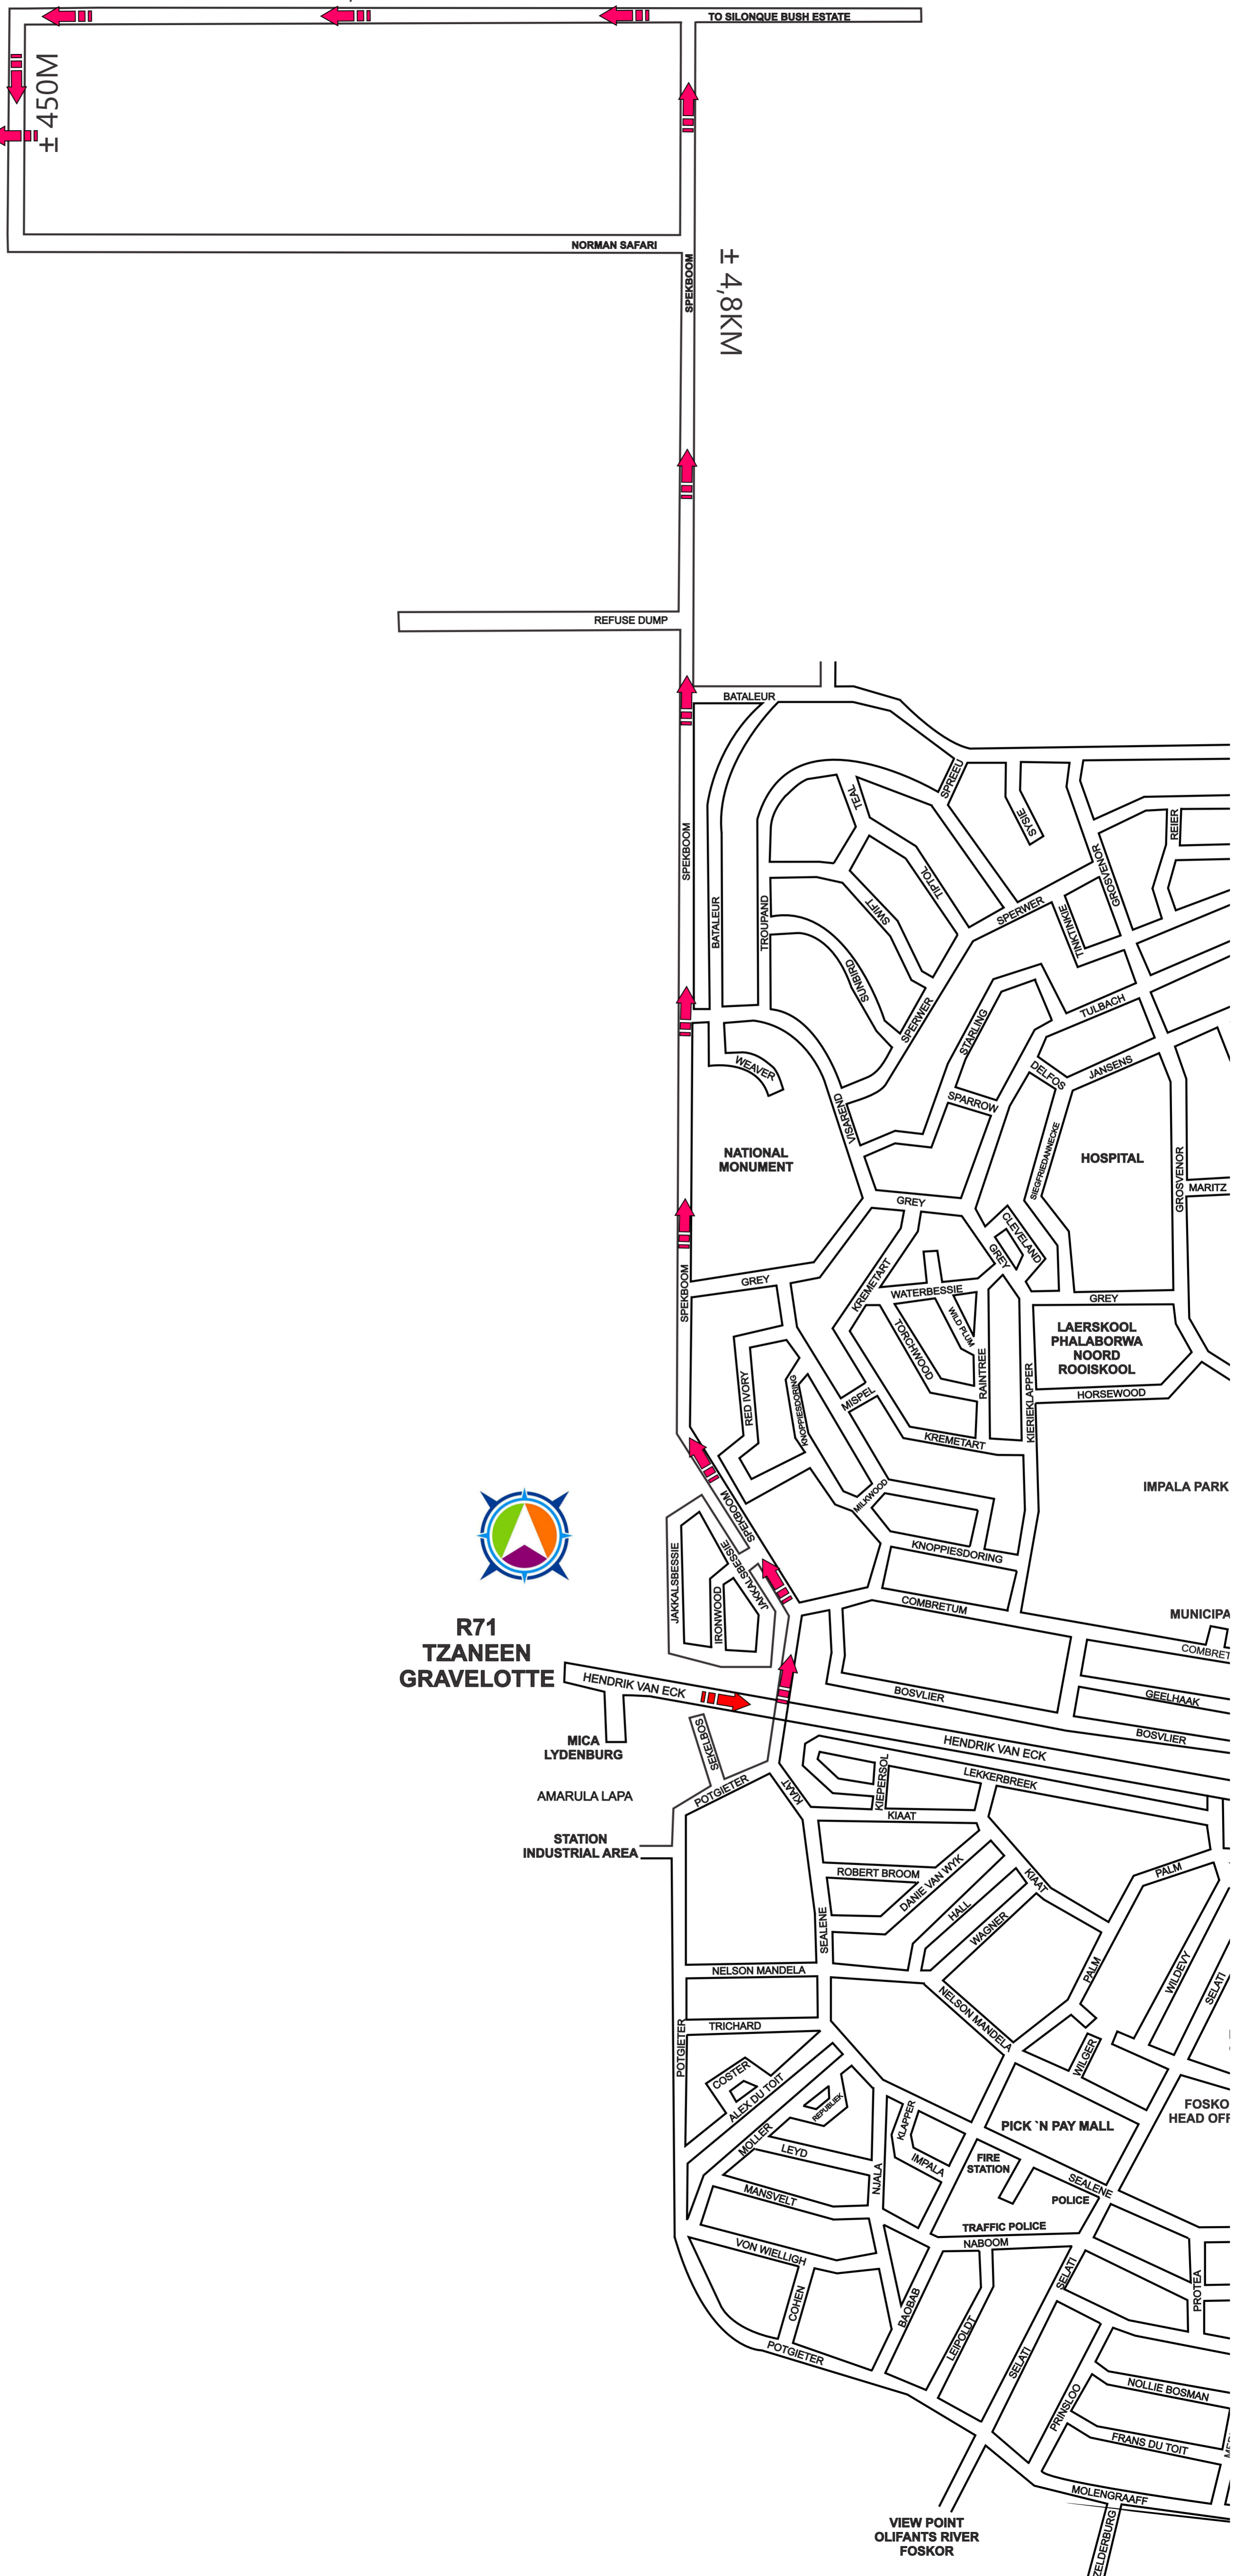 TO SILONQUE BUSH ESTATE
± 450M
NORMAN SAFARI
SPEKBOOM
± 4,8KM
REFUSE DUMP
BATALEUR
SPREEU
TEAL
SYSIE
REIER
SPEKBOOM
GROSVENOR
TIPTOL
SWIFT
BATALEUR
TROUPAND
SPERWER
TINKTINKIE
SUNBIRD
SPERWER
STARLING
TULBACH
WEAVER
DELFOS
JANSENS
SPARROW
VISAREND
SIEGFRIEDANNECKE
NATIONAL
MONUMENT
HOSPITAL
GROSVENOR
MARITZ
GREY
CLEVELAND
GREY
GREY
KREMETART
WATERBESSIE
SPEKBOOM
GREY
WILD PLUM
LAERSKOOL
PHALABORWA
NOORD
ROOISKOOL
TORCHWOOD
RAINTREE
HORSEWOOD
RED IVORY
KNOPPIESDORING
MISPEL
KIERIEKLAPPER
KREMETART
IMPALA PARK
MILKWOOD
SPEKBOOM
KNOPPIESDORING
JAKKALSBESSIE
JAKKALSBESSIE
IRONWOOD
JAKKALSBESSIE
COMBRETUM
MUNICIPA
R71
TZANEEN
GRAVELOTTE
COMBRET
HENDRIK VAN ECK
BOSVLIER
GEELHAAK
BOSVLIER
SEKELBOS
MICA
LYDENBURG
HENDRIK VAN ECK
KIEPERSOL
LEKKERBREEK
POTGIETER
KIAAT
AMARULA LAPA
KIAAT
STATION
INDUSTRIAL AREA
ROBERT BROOM
DANIE VAN WYK
KIAAT
PALM
HALL
WAGNER
SEALENE
NELSON MANDELA
PALM
WILDEVY
SELATI
NELSON MANDELA
TRICHARD
POTGIETER
WILGER
COSTER
ALEX DU TOIT
REPUBLIEK
KLAPPER
PICK `N PAY MALL
FOSKO
HEAD OFF
MOLLER
LEYD
IMPALA
FIRE
STATION
NJALA
SEALENE
MANSVELT
POLICE
TRAFFIC POLICE
NABOOM
VON WIELLIGH
SELATI
PROTEA
COHEN
BAOBAB
LEIPOLDT
POTGIETER
SELATI
NOLLIE BOSMAN
PRINSLOO
FRANS DU TOIT
MOLENGRAAFF
VIEW POINT
OLIFANTS RIVER
FOSKOR
ZELDERBURG